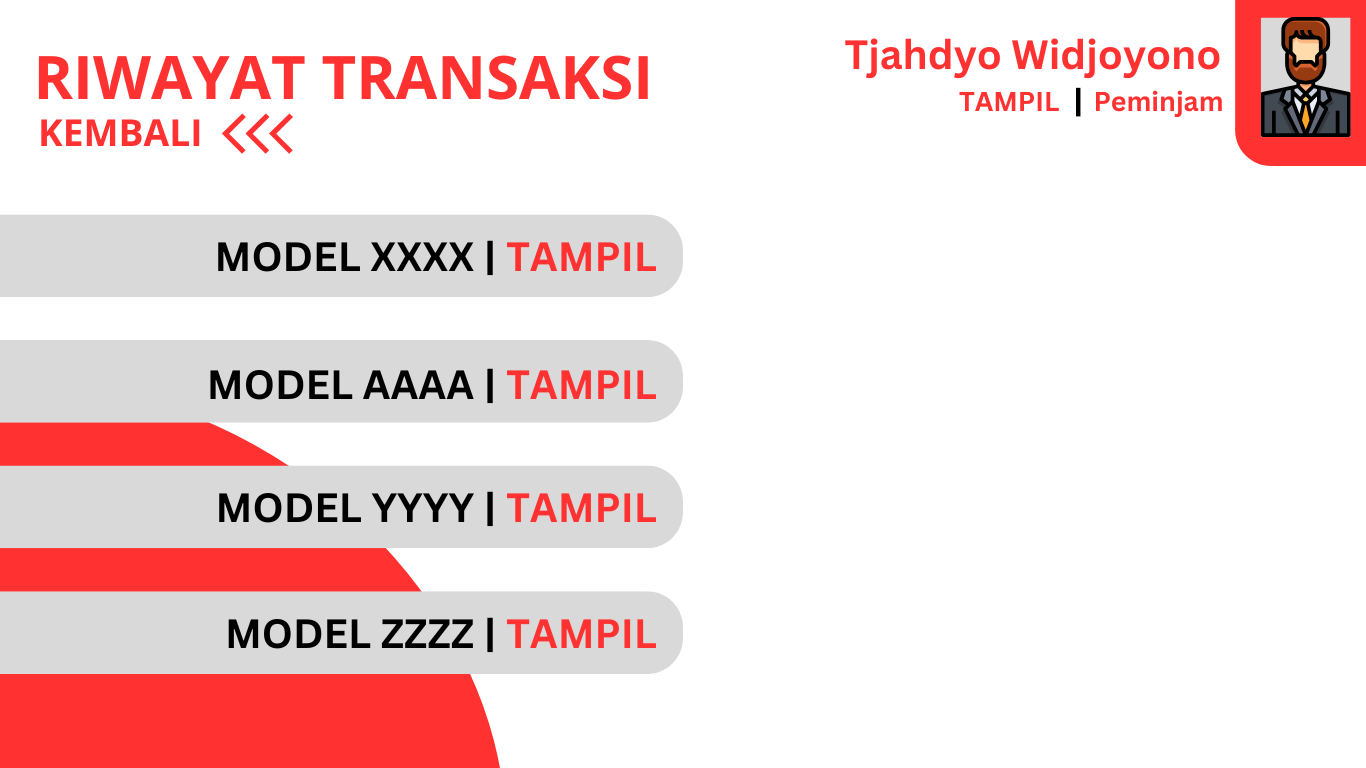 RIWAYAT TRANSAKSI
KEMBALI
Tjahdyo Widjoyono
TAMPIL | Peminjam
MODEL XXXX | TAMPIL
MODEL AAAA | TAMPIL
MODEL YYYY | TAMPIL
MODEL ZZZZ | TAMPIL